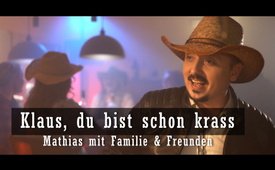 Klaus, du bist schon krass
Mathias mit Familie & Freunden